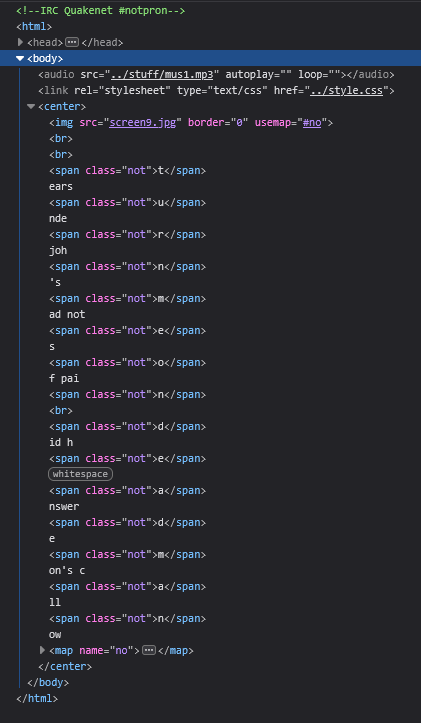 <!--IRC Quakenet #notpron-->
<html>
<head>⋯</head>
<body>
<audio src="../stuff/mus1.mp3" autoplay="" loop=""></audio>
<link rel="stylesheet" type="text/css" href="../style.css">
<center>
<img src="screen9.jpg" border="0" usemap="#no">
<br>
<br>
<span class="not">t</span>
ears
<span class="not">u</span>
nde
<span class="not">r</span>
joh
<span class="not">n</span>
's
<span class="not">m</span>
ad not
<span class="not">e</span>
s
<span class="not">o</span>
f pai
<span class="not">n</span>
<br>
<span class="not">d</span>
id h
<span class="not">e</span>
whitespace
<span class="not">a</span>
nswer
<span class="not">d</span>
e
<span class="not">m</span>
on's c
<span class="not">a</span>
ll
<span class="not">n</span>
ow
<map name="no">⋯</map>
</center>
</body>
</html>